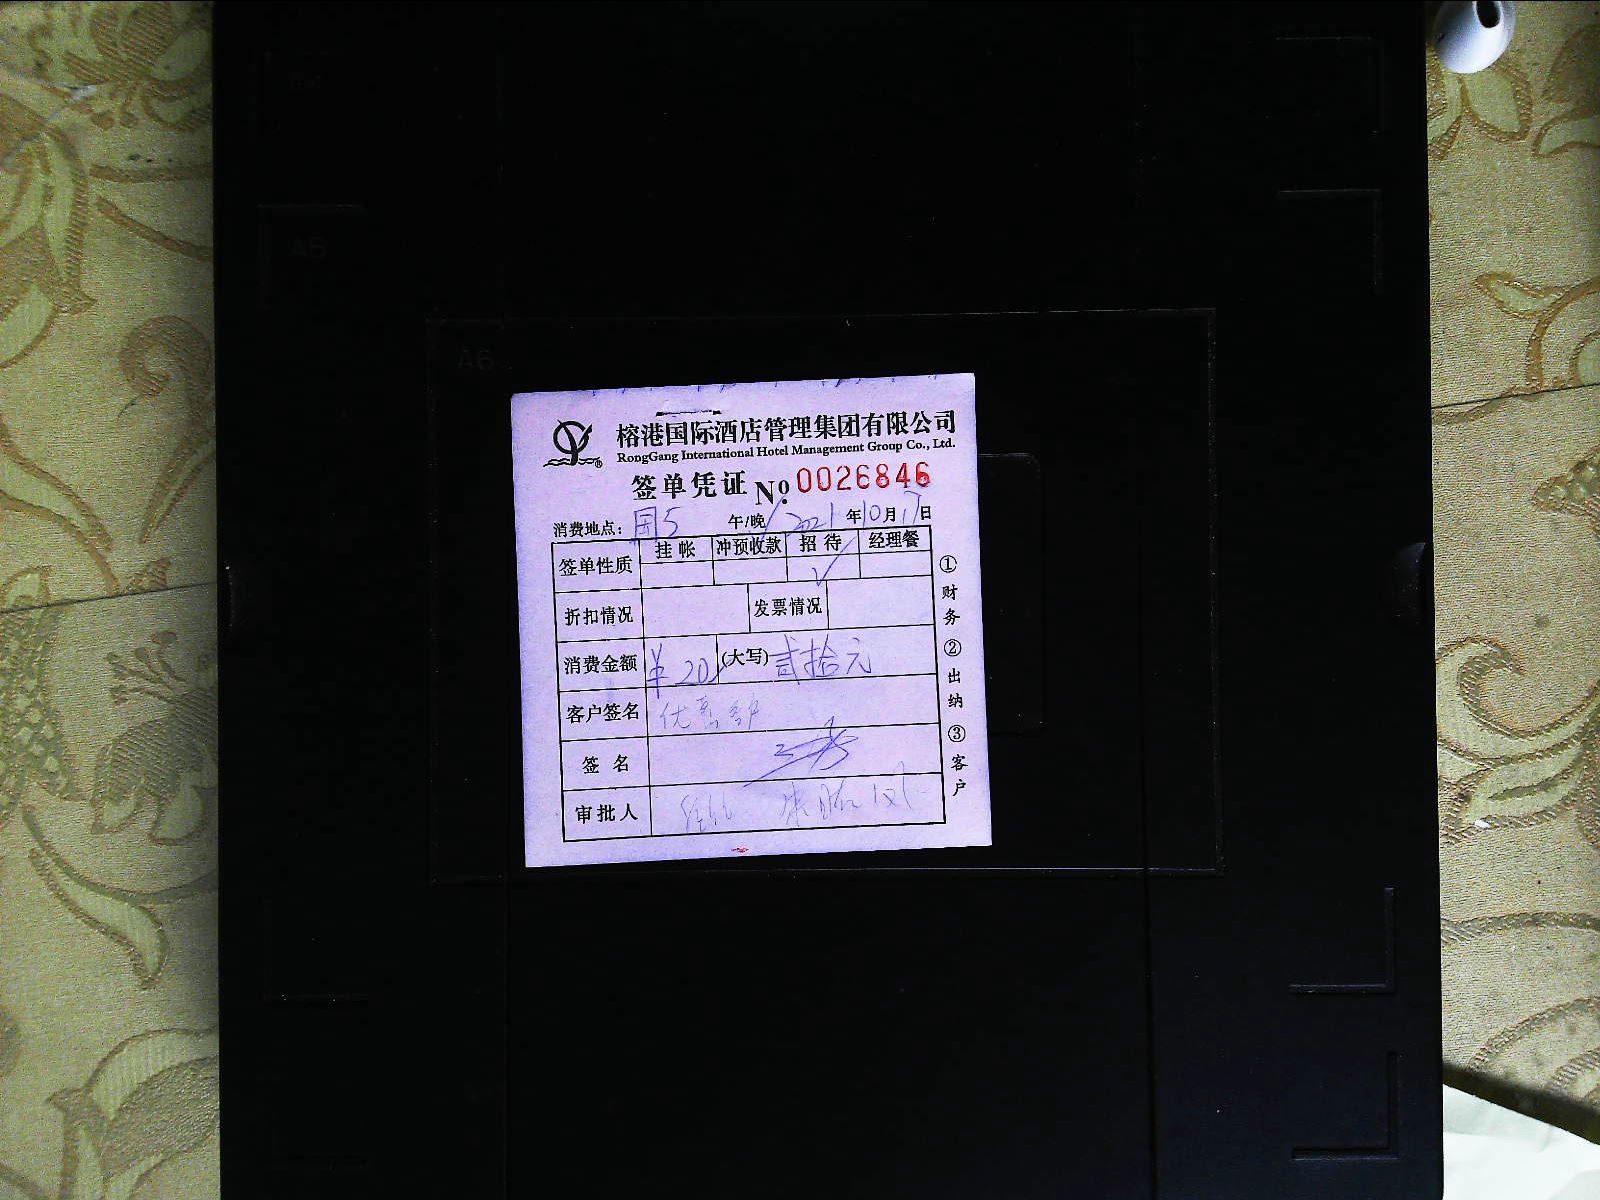 A5
A6
榕港国际酒店管理集团有限公司
RongGang International Hotel Management Group Co., Ltd.
签单凭证 No. 0026846
消费地点: 国5 午/晚 2021 年 10 月 17 日
签单性质 挂帐 冲预收款 招待 经理餐
✓
折扣情况 发票情况
消费金额 ¥ 20 (大写) 贰拾元
客户签名 优惠
签名
审批人
① 财务 ② 出纳 ③ 客户